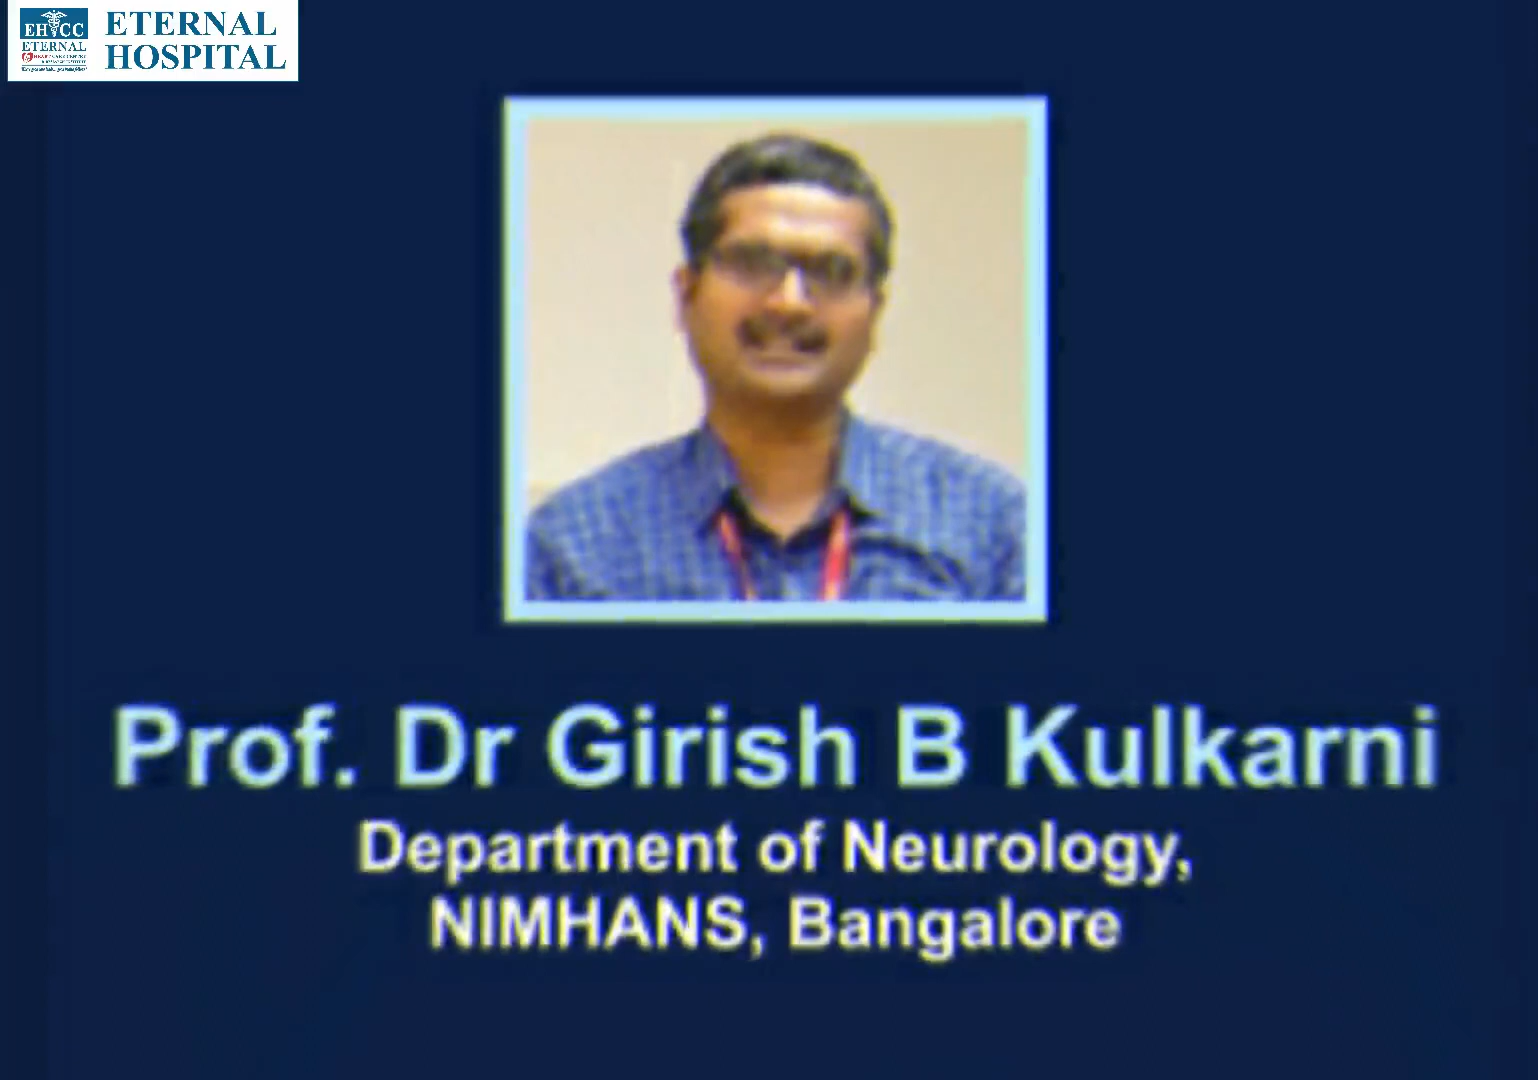 EHCC
ETERNAL
ETERNAL
HOSPITAL
Prof. Dr Girish B Kulkarni
Department of Neurology,
NIMHANS, Bangalore